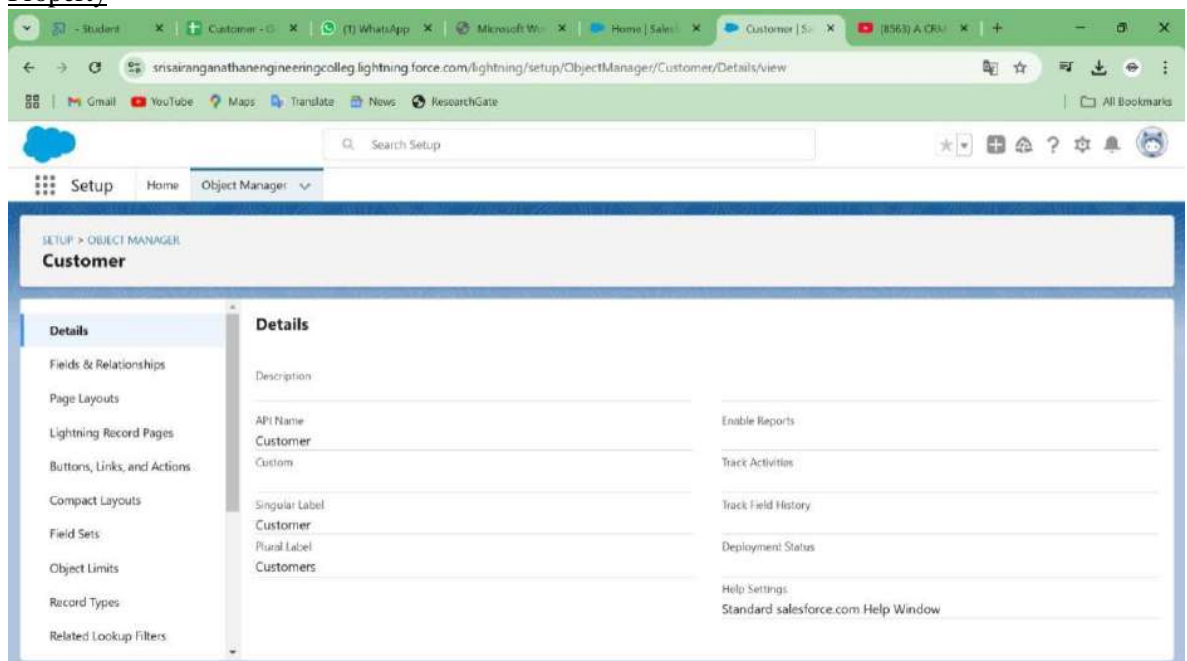 Property
- Student
Customer - G
(1) WhatsApp
Microsoft Wo
Home | Sales
Customer | Sa
(8563) A CRM
srisairanganathanengineeringcolleg.lightning.force.com/lightning/setup/ObjectManager/Customer/Details/view
Gmail YouTube Maps Translate News ResearchGate All Bookmarks
Search Setup
Setup Home Object Manager
SETUP > OBJECT MANAGER
Customer
Details
Fields & Relationships
Page Layouts
Lightning Record Pages
Buttons, Links, and Actions
Compact Layouts
Field Sets
Object Limits
Record Types
Related Lookup Filters
Details
Description
API Name
Customer
Custom
Singular Label
Customer
Plural Label
Customers
Enable Reports
Track Activities
Track Field History
Deployment Status
Help Settings
Standard salesforce.com Help Window